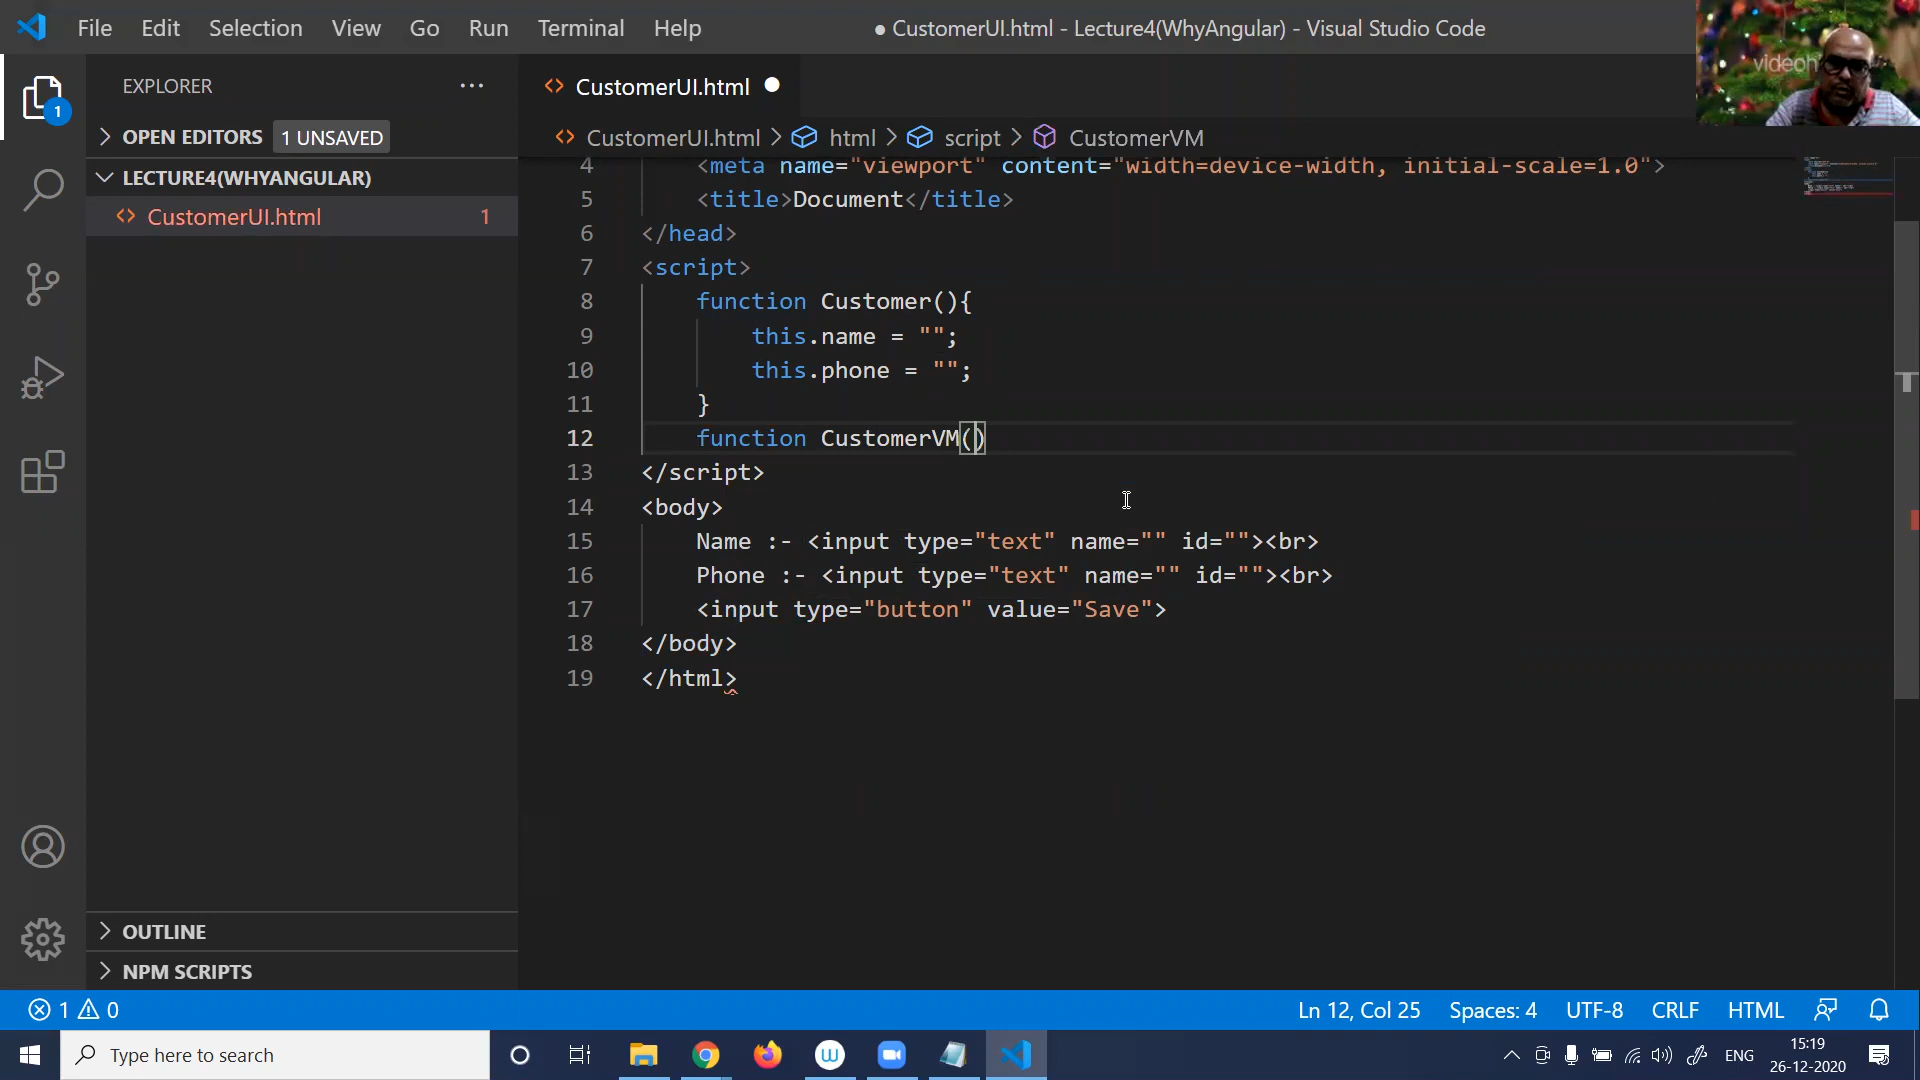 File Edit Selection View Go Run Terminal Help
● CustomerUI.html - Lecture4(WhyAngular) - Visual Studio Code
EXPLORER ...
CustomerUI.html
OPEN EDITORS 1 UNSAVED
CustomerUI.html > html > script > CustomerVM
LECTURE4(WHYANGULAR)
CustomerUI.html 1
1
4 <meta name="viewport" content="width=device-width, initial-scale=1.0">
5 <title>Document</title>
6 </head>
7 <script>
8 function Customer(){
9 this.name = "";
10 this.phone = "";
11 }
12 function CustomerVM()
13 </script>
14 <body>
15 Name :- <input type="text" name="" id=""><br>
16 Phone :- <input type="text" name="" id=""><br>
17 <input type="button" value="Save">
18 </body>
19 </html>
OUTLINE
NPM SCRIPTS
1 0
Ln 12, Col 25 Spaces: 4 UTF-8 CRLF HTML
Type here to search
ENG
15:19
26-12-2020